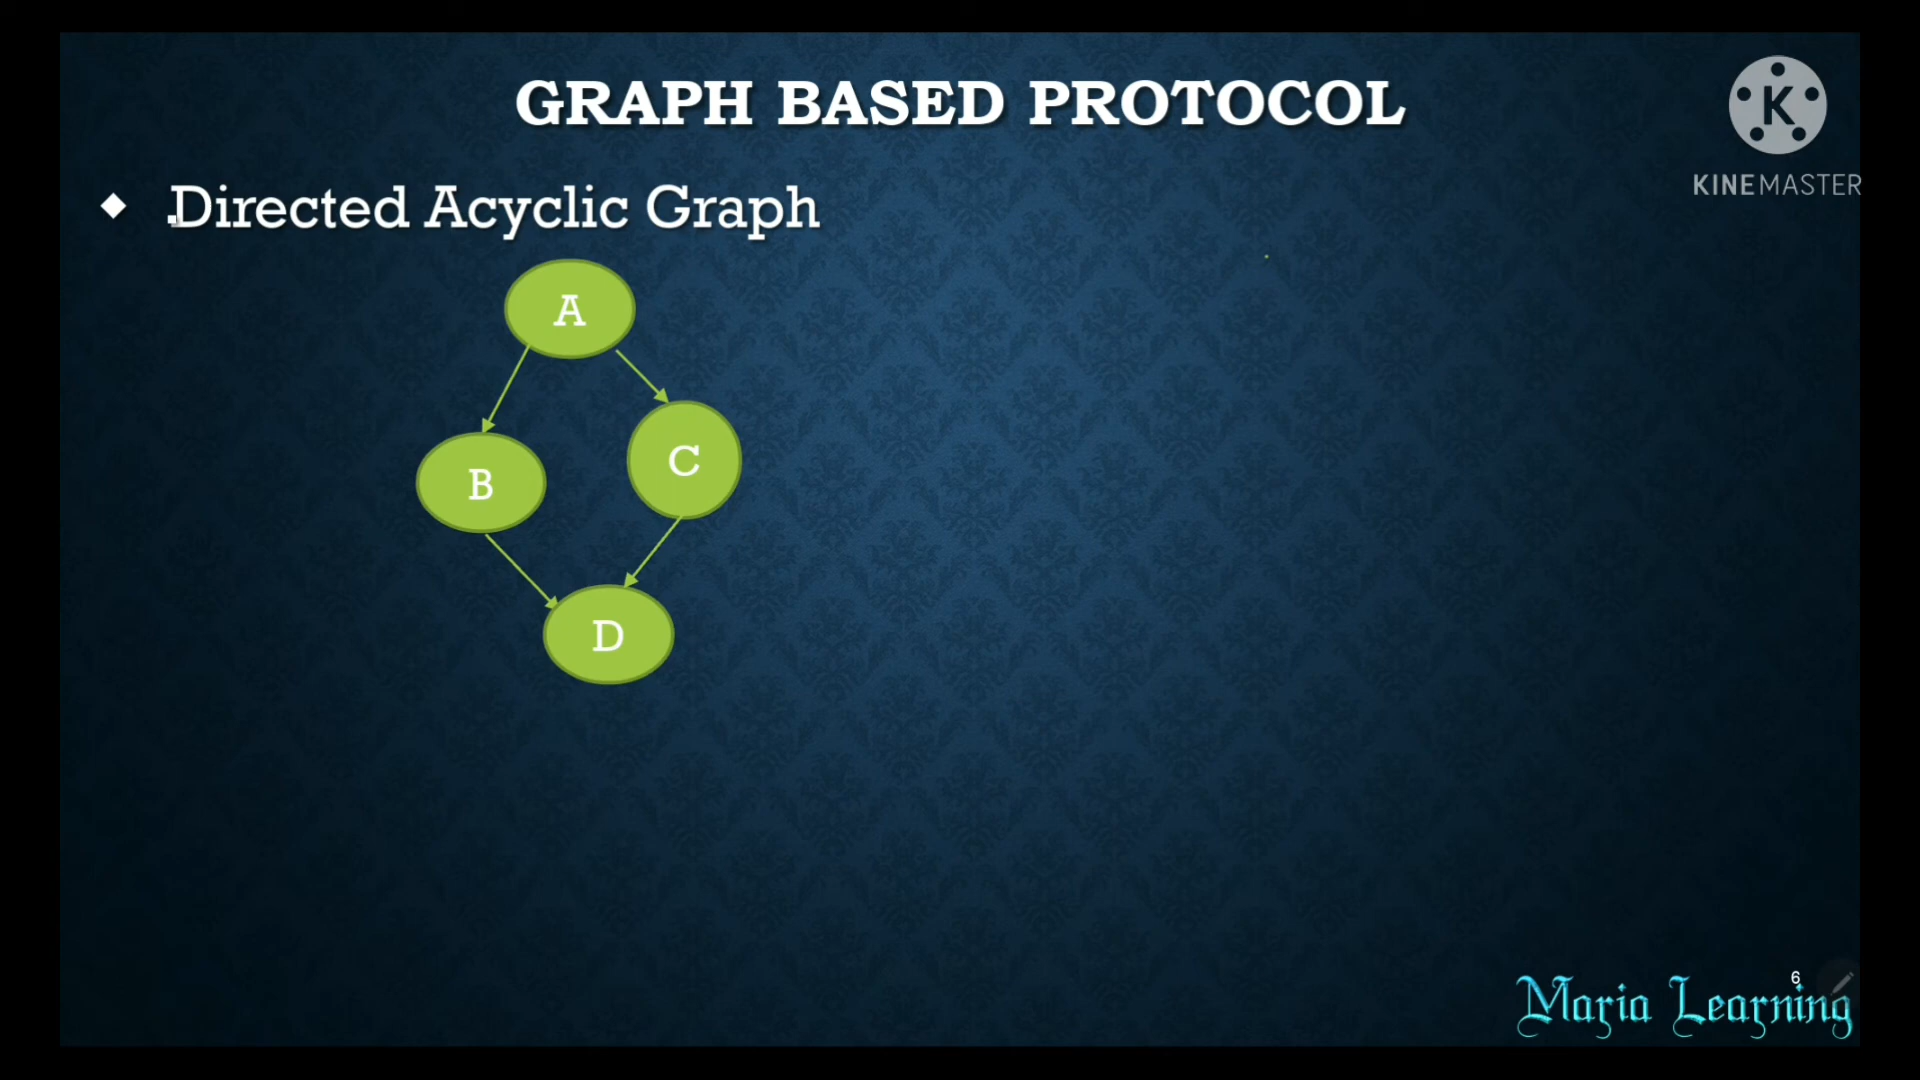 GRAPH BASED PROTOCOL
K
KINEMASTER
Directed Acyclic Graph
A
B
C
D
6
Maria Learning